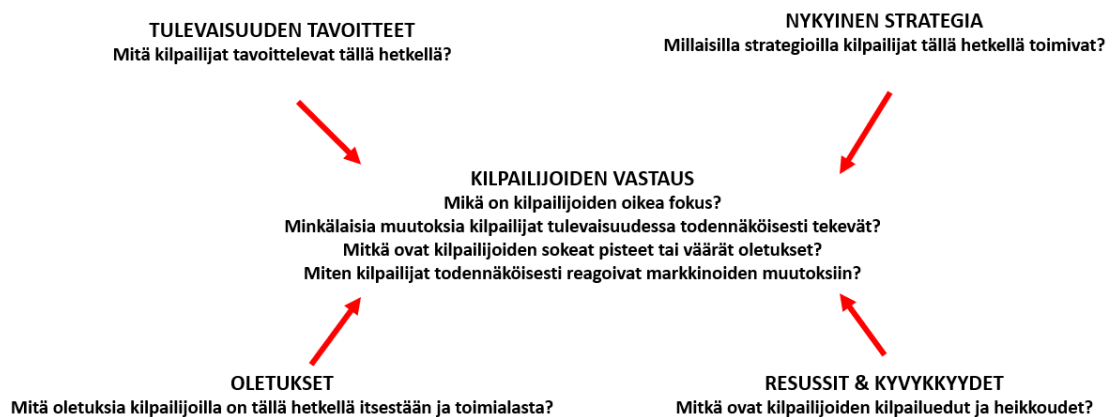 TULEVAISUUDEN TAVOITTEET
Mitä kilpailijat tavoittelevat tällä hetkellä?
NYKYINEN STRATEGIA
Millaisilla strategioilla kilpailijat tällä hetkellä toimivat?
KILPAILIJOIDEN VASTAUS
Mikä on kilpailijoiden oikea fokus?
Minkälaisia muutoksia kilpailijat tulevaisuudessa todennäköisesti tekevät?
Mitkä ovat kilpailijoiden sokeat pisteet tai väärät oletukset?
Miten kilpailijat todennäköisesti reagoivat markkinoiden muutoksiin?
OLETUKSET
Mitä oletuksia kilpailijoilla on tällä hetkellä itsestään ja toimialasta?
RESUSSIT & KYVYKKYYDET
Mitkä ovat kilpailijoiden kilpailuedut ja heikkoudet?